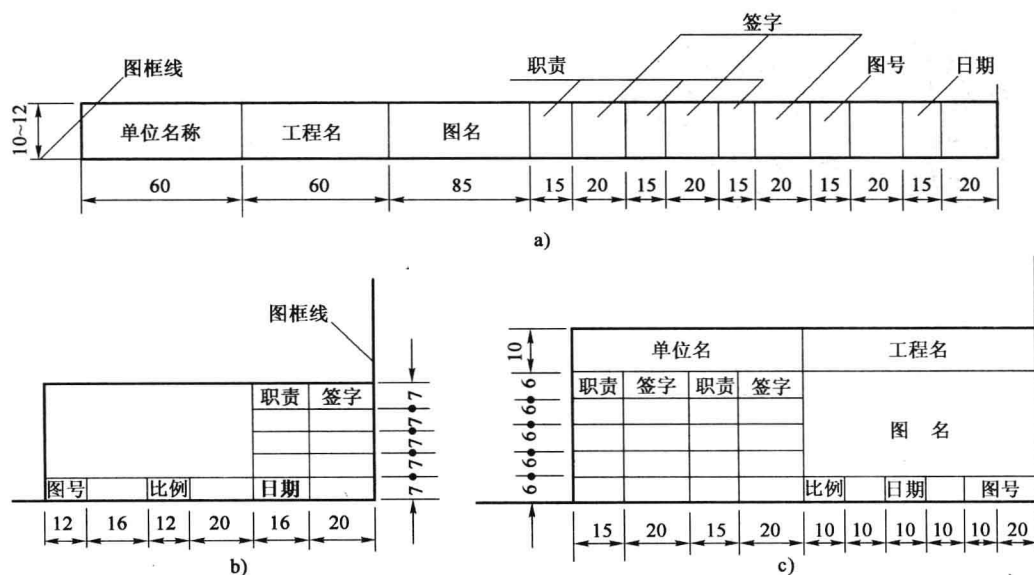 签字
图框线
职责
图号
日期
10~12
单位名称 工程名 图名
60 60 85 15 20 15 20 15 20 15 20 15 20
a)
图框线
职责 签字
图号 比例 日期
7
7
7
7
7
12 16 12 20 16 20
b)
10
单位名 工程名
6
6
6
6
6
职责 签字 职责 签字
图 名
比例 日期 图号
15 20 15 20 10 10 10 10 10 20
c)